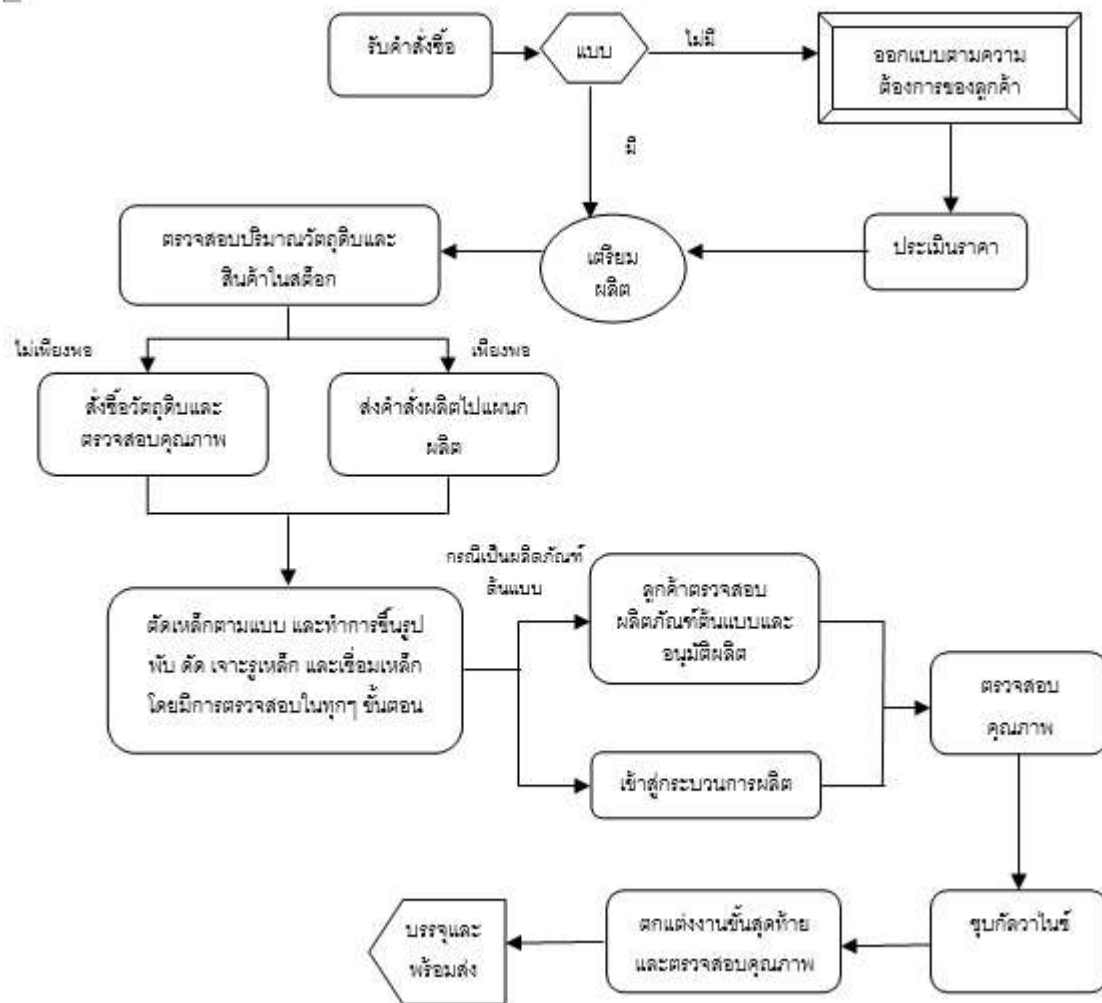 รับคำสั่งซื้อ
แบบ
ไม่มี
ออกแบบตามความ
ต้องการของลูกค้า
มี
ตรวจสอบปริมาณวัตถุดิบและ
สินค้าในสต็อก
เตรียม
ผลิต
ประเมินราคา
ไม่เพียงพอ
เพียงพอ
สั่งซื้อวัตถุดิบและ
ตรวจสอบคุณภาพ
ส่งคำสั่งผลิตไปแผนก
ผลิต
กรณีเป็นผลิตภัณฑ์
ต้นแบบ
ตัดเหล็กตามแบบ และทำการขึ้นรูป
พับ ดัด เจาะรูเหล็ก และเชื่อมเหล็ก
โดยมีการตรวจสอบในทุกๆ ขั้นตอน
ลูกค้าตรวจสอบ
ผลิตภัณฑ์ต้นแบบและ
อนุมัติผลิต
เข้าสู่กระบวนการผลิต
ตรวจสอบ
คุณภาพ
ชุบกัลวาไนซ์
ตกแต่งงานขั้นสุดท้าย
และตรวจสอบคุณภาพ
บรรจุและ
พร้อมส่ง